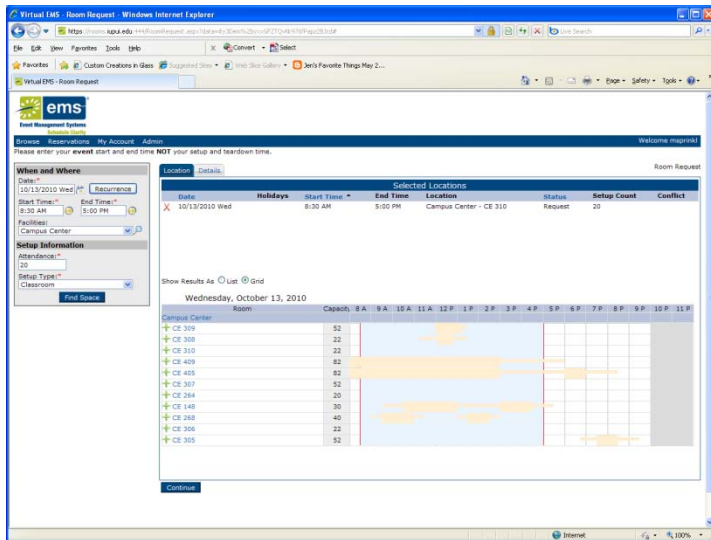 Virtual EMS - Room Request - Windows Internet Explorer
Convert Select
File Edit View Favorites Tools Help
Favorites Custom Creations in Glass Suggested Sites Web Slice Gallery Jen's Favorite Things May 2...
Virtual EMS - Room Request
Page Safety Tools
ems
Event Management Systems
Schedule Clarity
Browse Reservations My Account Admin Welcome maprinkl
Please enter your event start and end time NOT your setup and teardown time.
When and Where
Date:*
10/13/2010 Wed Recurrence
Start Time:* End Time:*
8:30 AM 5:00 PM
Facilities:
Campus Center
Setup Information
Attendance:*
20
Setup Type:*
Classroom
Find Space
Location Details Room Request
Selected Locations
Date Holidays Start Time End Time Location Status Setup Count Conflict
X 10/13/2010 Wed 8:30 AM 5:00 PM Campus Center - CE 310 Request 20
Show Results As List Grid
Wednesday, October 13, 2010
Room Capacity 8 A 9 A 10 A 11 A 12 P 1 P 2 P 3 P 4 P 5 P 6 P 7 P 8 P 9 P 10 P 11 P
Campus Center
CE 309 52
CE 308 22
CE 310 22
CE 409 82
CE 405 82
CE 307 52
CE 264 20
CE 148 30
CE 268 40
CE 306 22
CE 305 52
Continue
Internet 100%